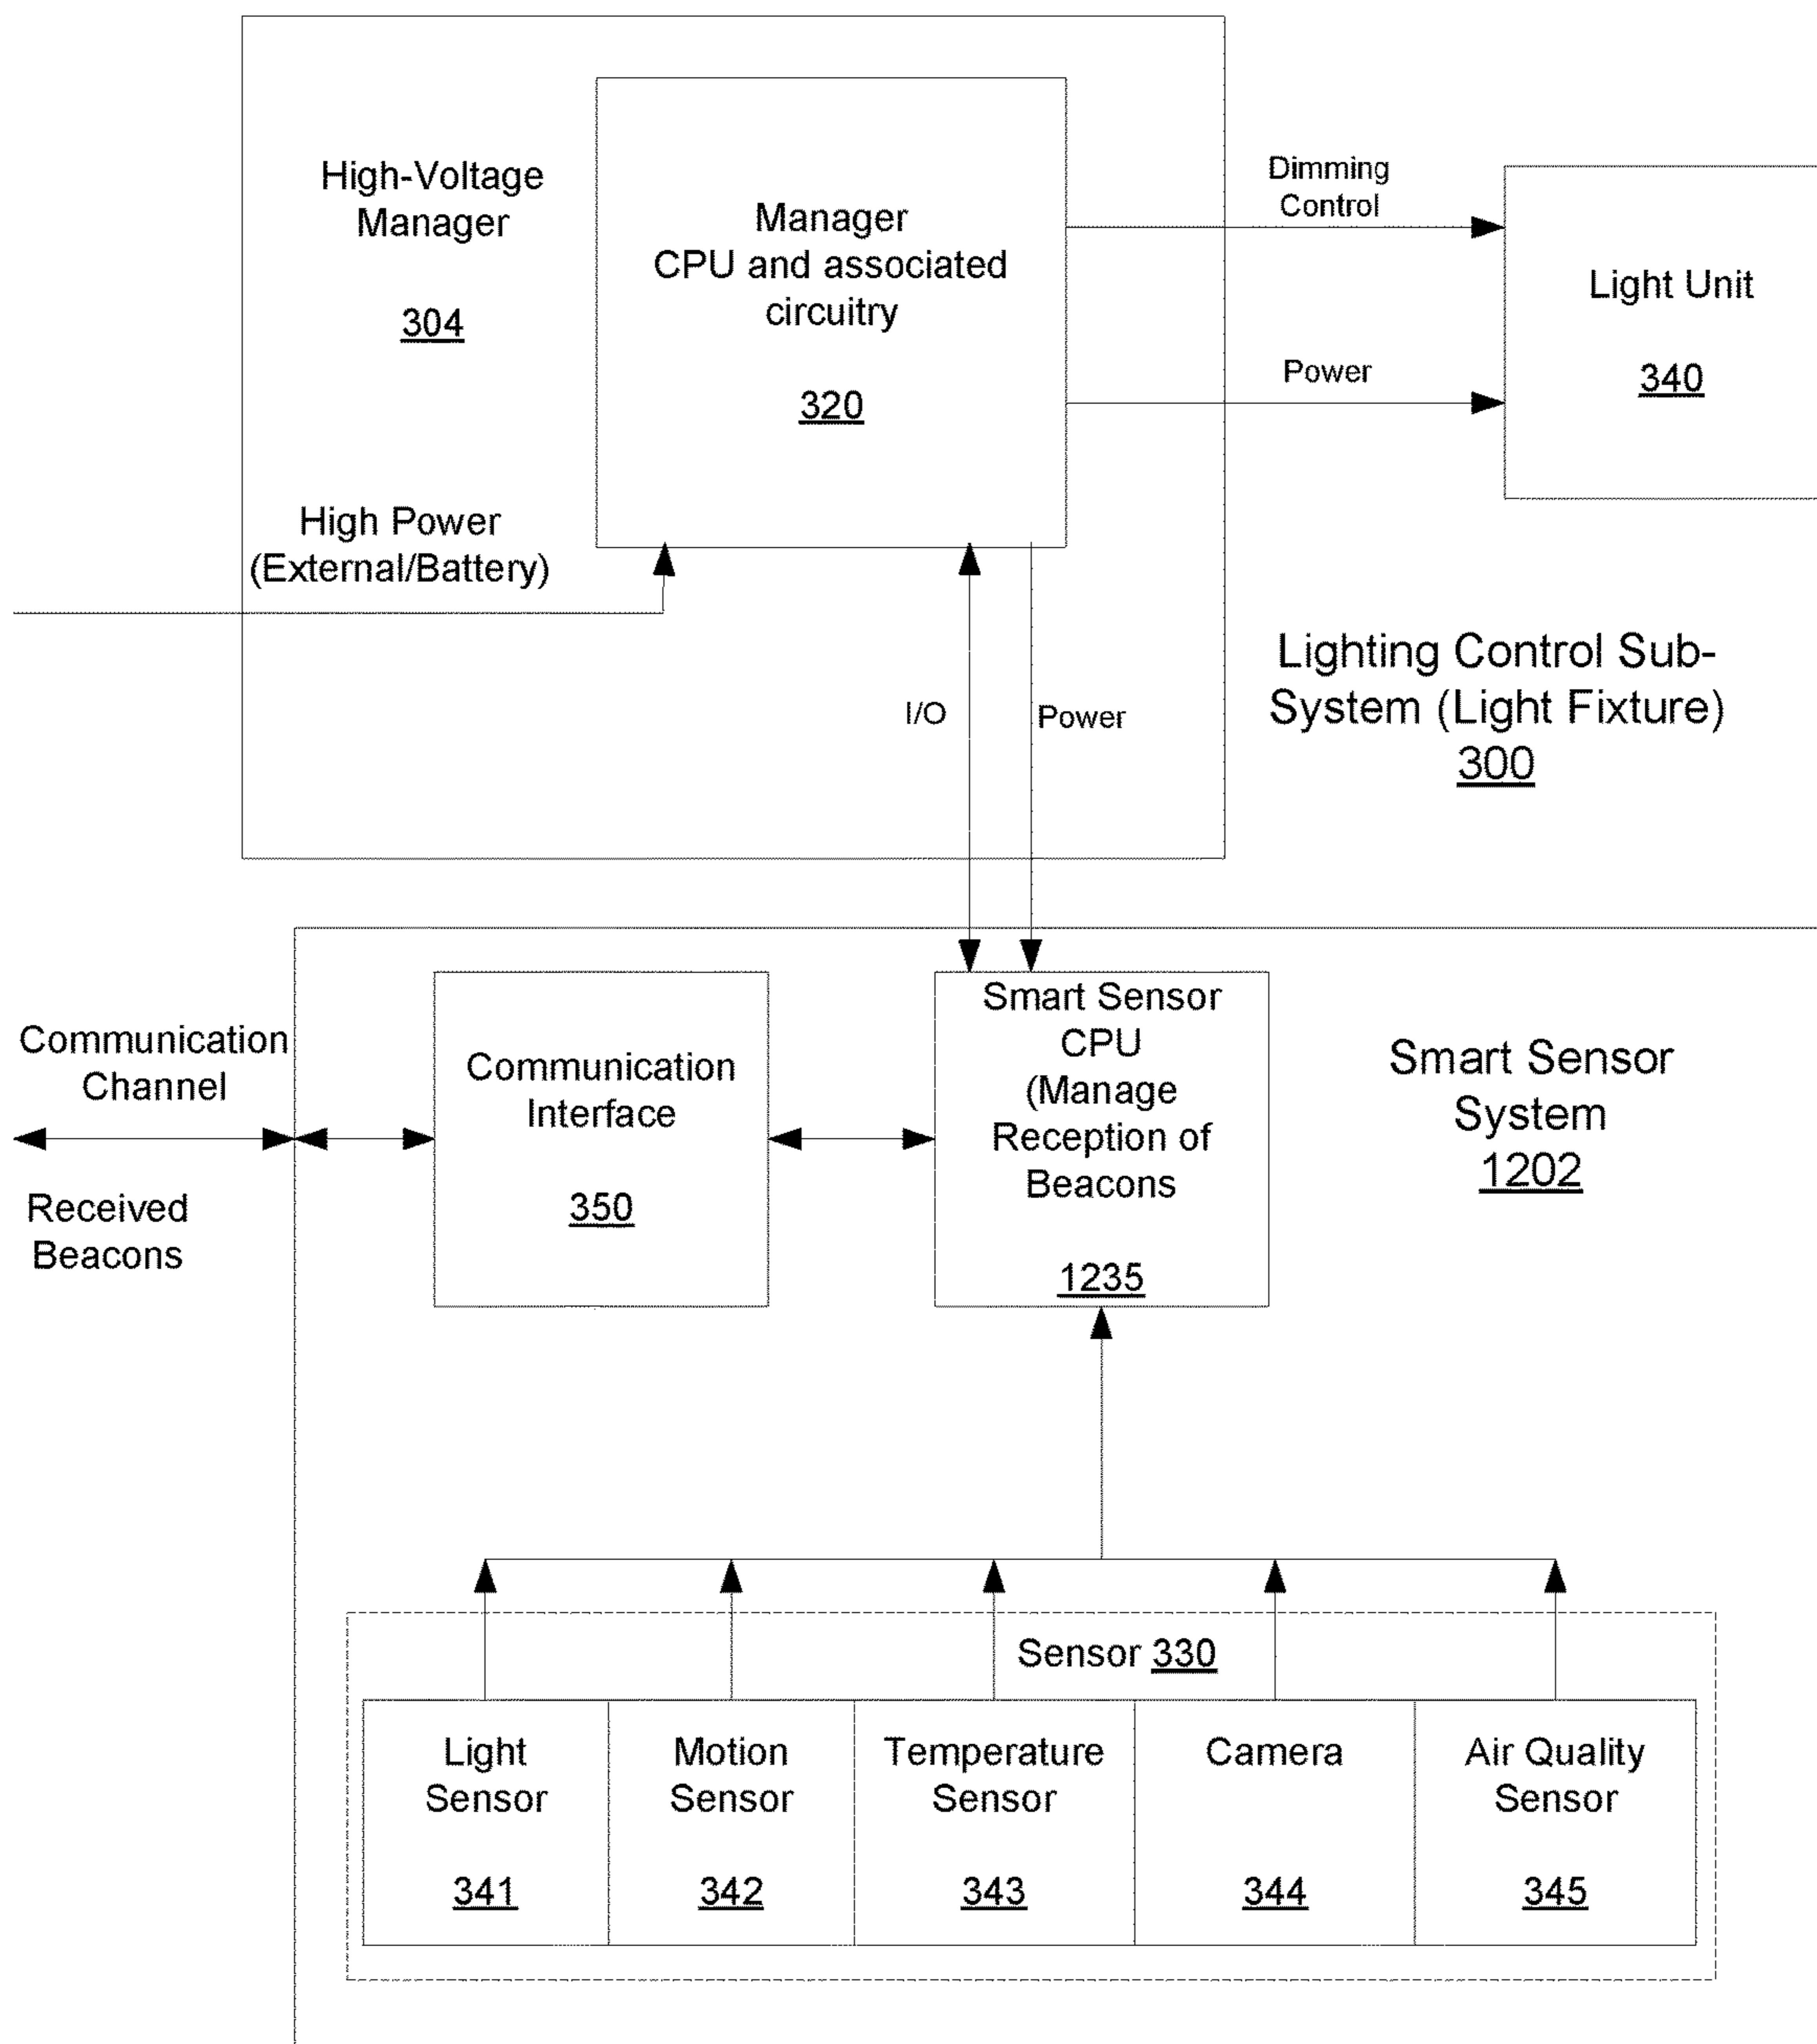 High-Voltage
Manager
304
Manager
CPU and associated
circuitry
320
Dimming
Control
Power
Light Unit
340
High Power
(External/Battery)
I/O
Power
Lighting Control Sub-
System (Light Fixture)
300
Communication
Channel
Received
Beacons
Communication
Interface
350
Smart Sensor
CPU
(Manage
Reception of
Beacons
1235
Smart Sensor
System
1202
Sensor 330
Light
Sensor
341
Motion
Sensor
342
Temperature
Sensor
343
Camera
344
Air Quality
Sensor
345